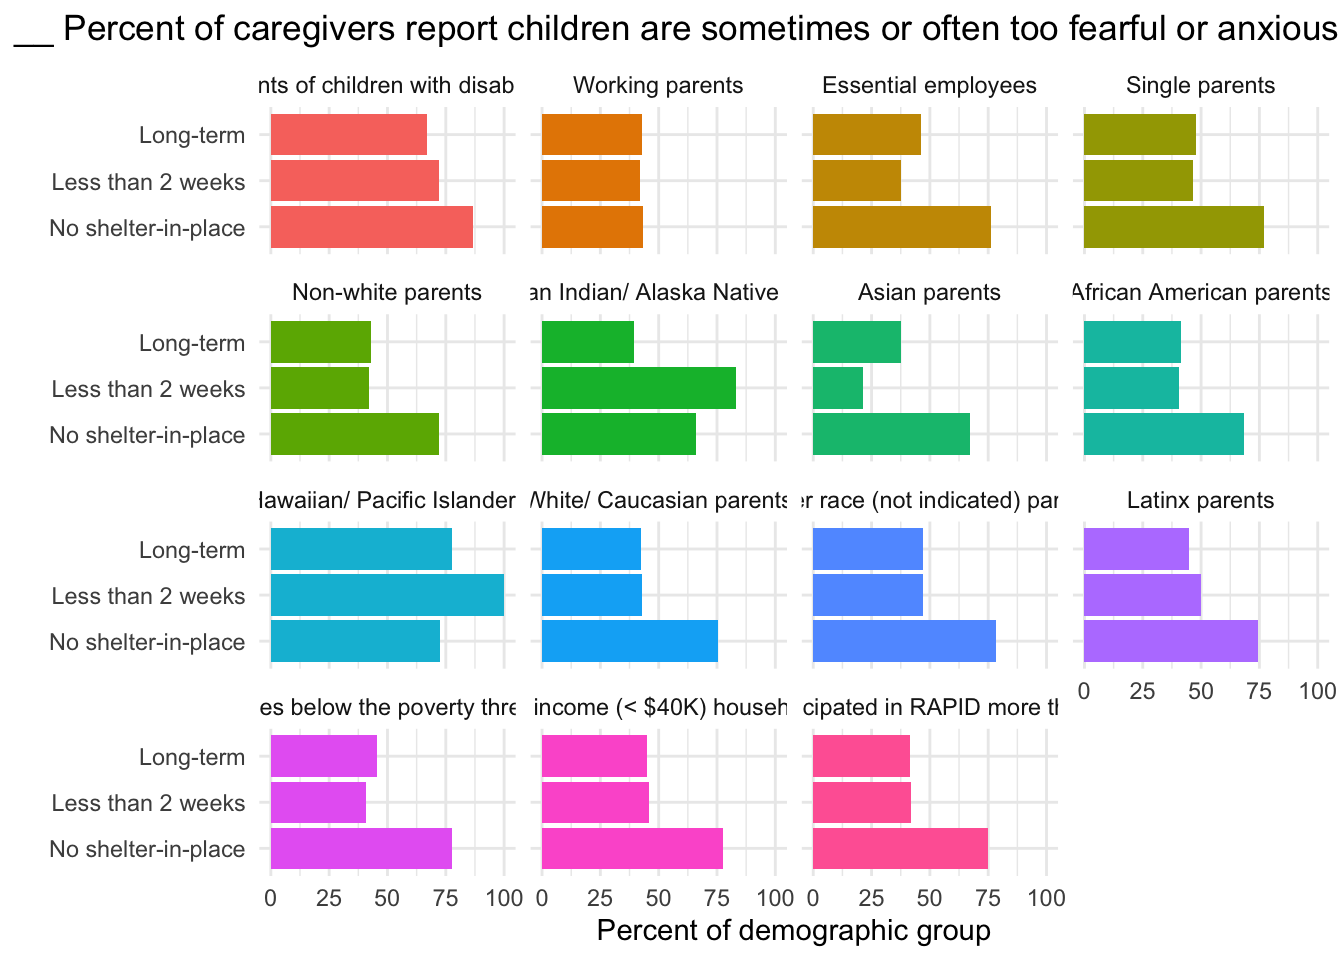 __ Percent of caregivers report children are sometimes or often too fearful or anxious
nts of children with disab
Working parents
Essential employees
Single parents
Long-term
Less than 2 weeks
No shelter-in-place
Non-white parents
an Indian/ Alaska Native
Asian parents
African American parents
Long-term
Less than 2 weeks
No shelter-in-place
Hawaiian/ Pacific Islander
White/ Caucasian parents
er race (not indicated) par
Latinx parents
Long-term
Less than 2 weeks
No shelter-in-place
0 25 50 75 100
es below the poverty thre
income (< $40K) househ
cipated in RAPID more th
Long-term
Less than 2 weeks
No shelter-in-place
0 25 50 75 100
0 25 50 75 100
0 25 50 75 100
Percent of demographic group